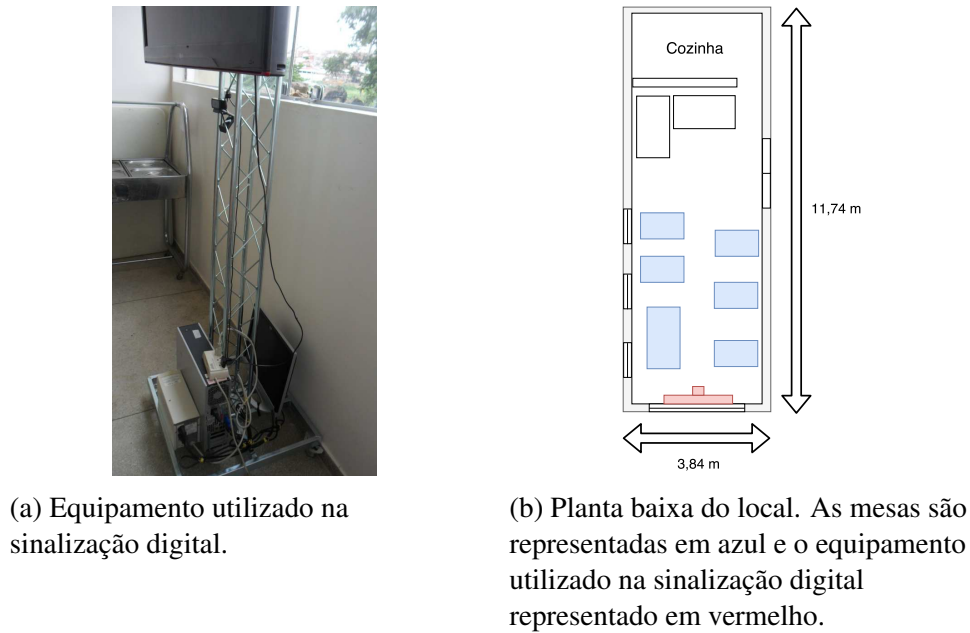 Cozinha
11,74 m
3,84 m
(a) Equipamento utilizado na
sinalização digital.
(b) Planta baixa do local. As mesas são
representadas em azul e o equipamento
utilizado na sinalização digital
representado em vermelho.